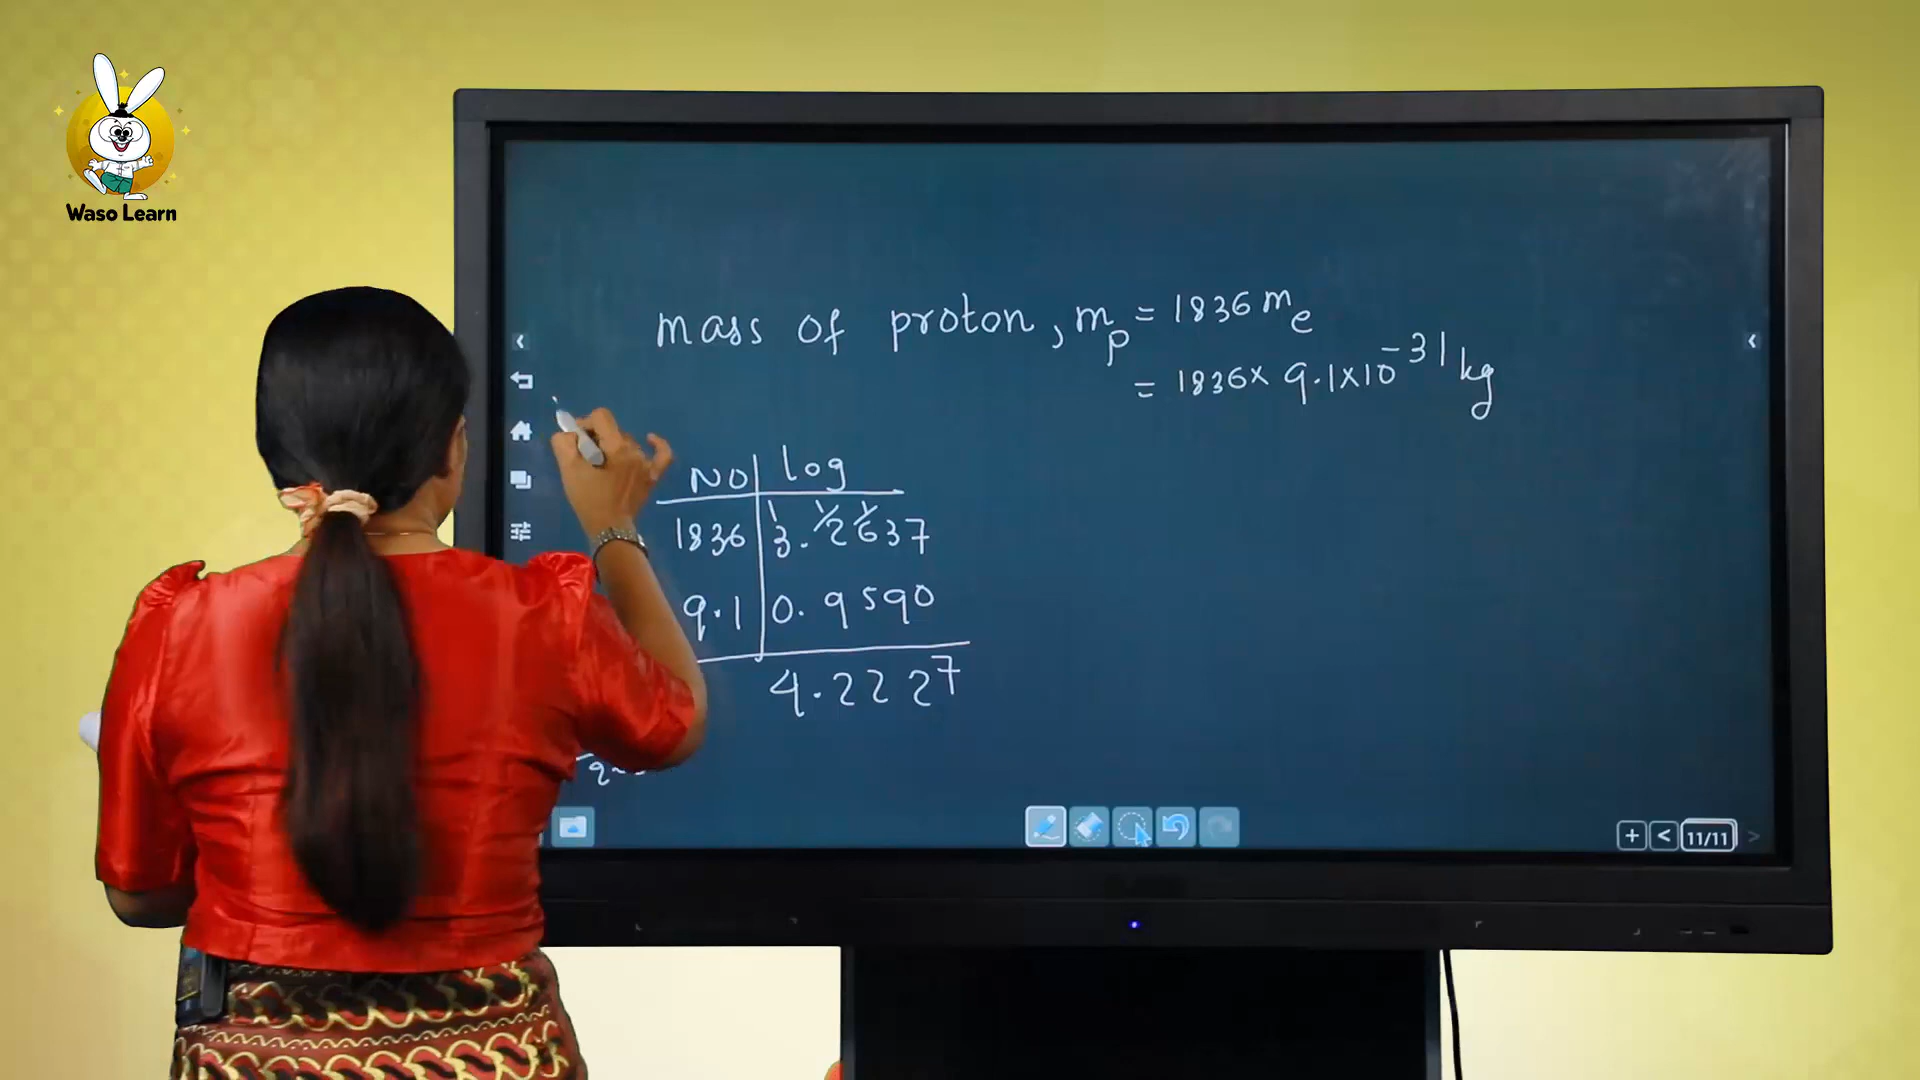 Waso Learn
mass of proton, mp = 1836 me
= 1836 × 9.1 × 10^-31 kg
NO log
1836 3.2637
9.1 0.9590
4.2227
11/11